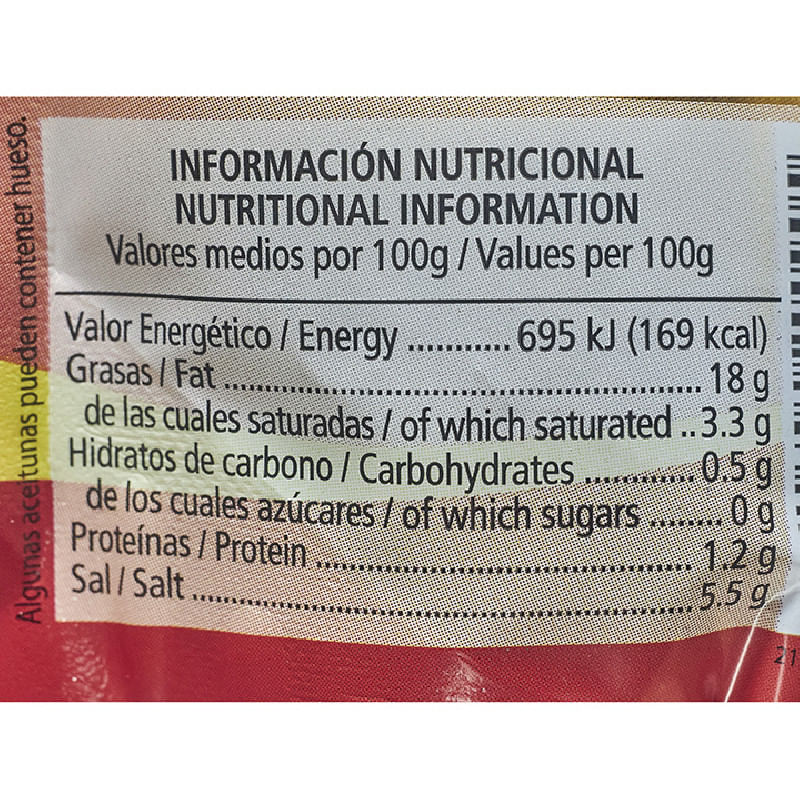 INFORMACIÓN NUTRICIONAL
NUTRITIONAL INFORMATION
Valores medios por 100g / Values per 100g
Valor Energético / Energy ............ 695 kJ (169 kcal)
Grasas / Fat ........................................................ 18 g
de las cuales saturadas / of which saturated ..3.3 g
Hidratos de carbono / Carbohydrates .............0.5 g
de los cuales azúcares / of which sugars ........ 0 g
Proteínas / Protein ............................................ 1.2 g
Sal / Salt ............................................................ 5.5 g
Algunas aceitunas pueden contener hueso.
21